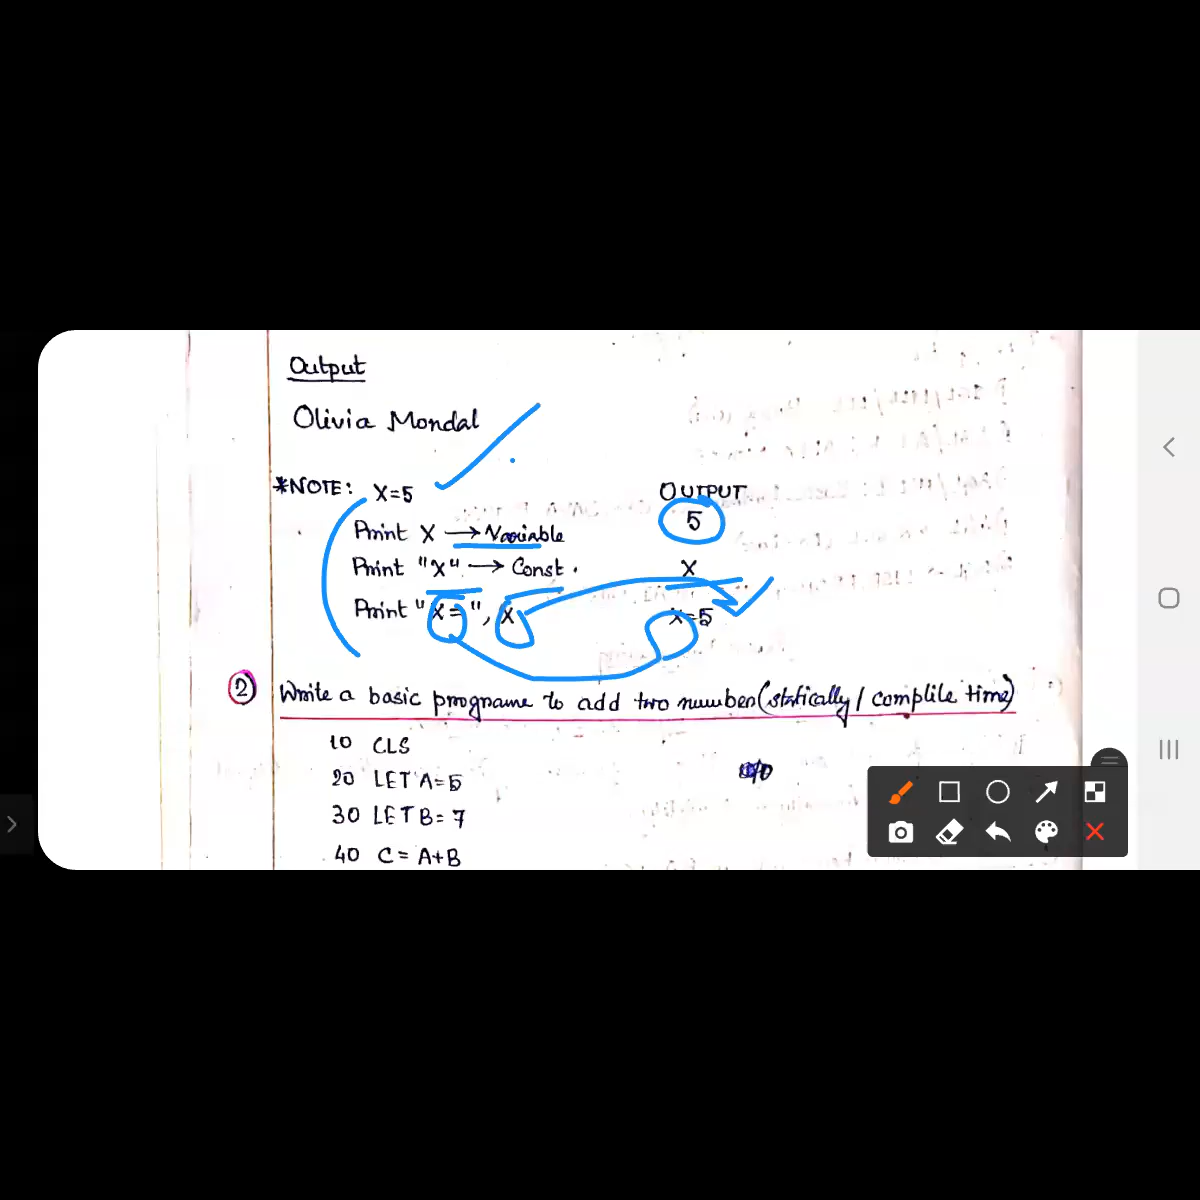 Output
Olivia Mondal
*NOTE: X=5 OUTPUT
Print X → Variable 5
Print "X" → Const. X
Print "X=", X X=5
2 Write a basic programe to add two number (statically / complile time)
10 CLS
20 LET A=5
30 LET B=7
40 C= A+B